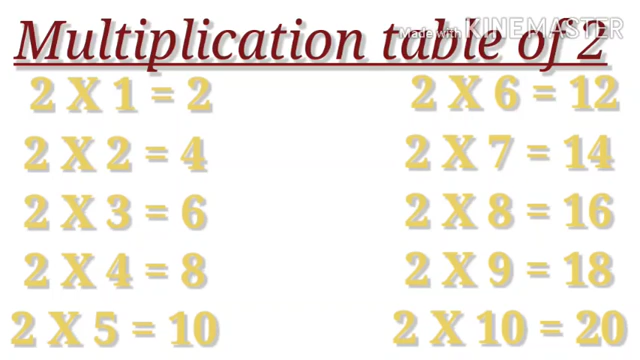 Multiplication table of 2
Made with KINEMASTER
2 X 1 = 2
2 X 2 = 4
2 X 3 = 6
2 X 4 = 8
2 X 5 = 10
2 X 6 = 12
2 X 7 = 14
2 X 8 = 16
2 X 9 = 18
2 X 10 = 20